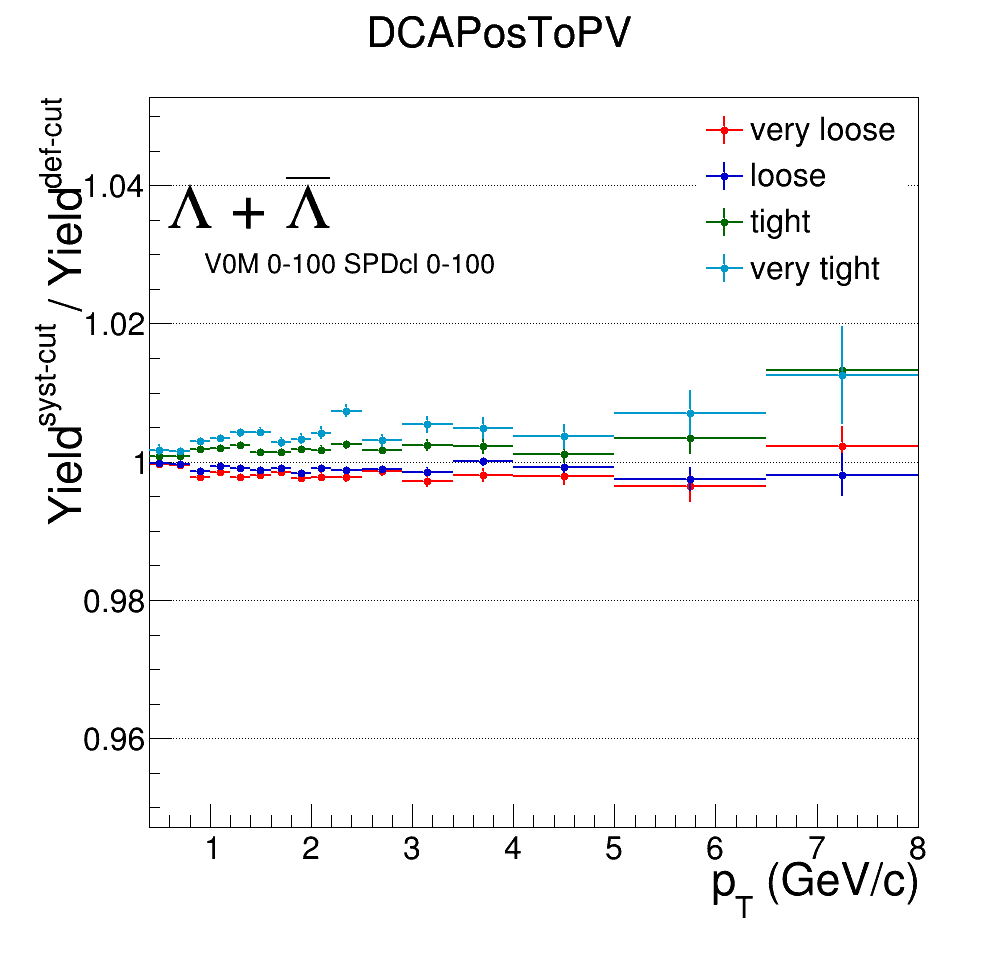 DCAPosToPV
Yield^syst-cut / Yield^def-cut
very loose
loose
tight
very tight
Λ + Λ̅
V0M 0-100 SPDcl 0-100
1.04
1.02
1
0.98
0.96
1 2 3 4 5 6 7 8
p_T (GeV/c)